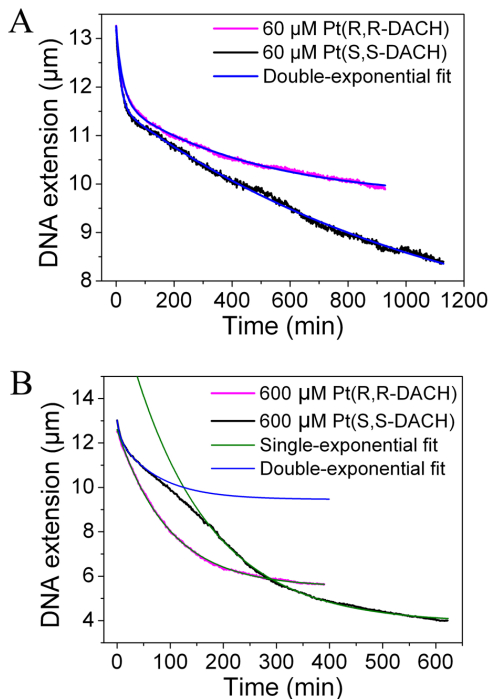 A
DNA extension (μm)
14
13
12
11
10
9
8
60 μM Pt(R,R-DACH)
60 μM Pt(S,S-DACH)
Double-exponential fit
0 200 400 600 800 1000 1200
Time (min)
B
DNA extension (μm)
14
12
10
8
6
4
600 μM Pt(R,R-DACH)
600 μM Pt(S,S-DACH)
Single-exponential fit
Double-exponential fit
0 100 200 300 400 500 600
Time (min)